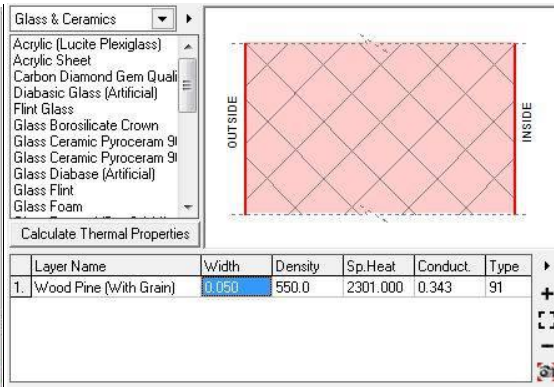 Glass & Ceramics
Acrylic (Lucite Plexiglass)
Acrylic Sheet
Carbon Diamond Gem Quali
Diabasic Glass (Artificial)
Flint Glass
Glass Borosilicate Crown
Glass Ceramic Pyroceram 9
Glass Ceramic Pyroceram 9
Glass Diabase (Artificial)
Glass Flint
Glass Foam
Calculate Thermal Properties
OUTSIDE
INSIDE
Layer Name Width Density Sp.Heat Conduct. Type
1. Wood Pine (With Grain) 0.050 550.0 2301.000 0.343 91